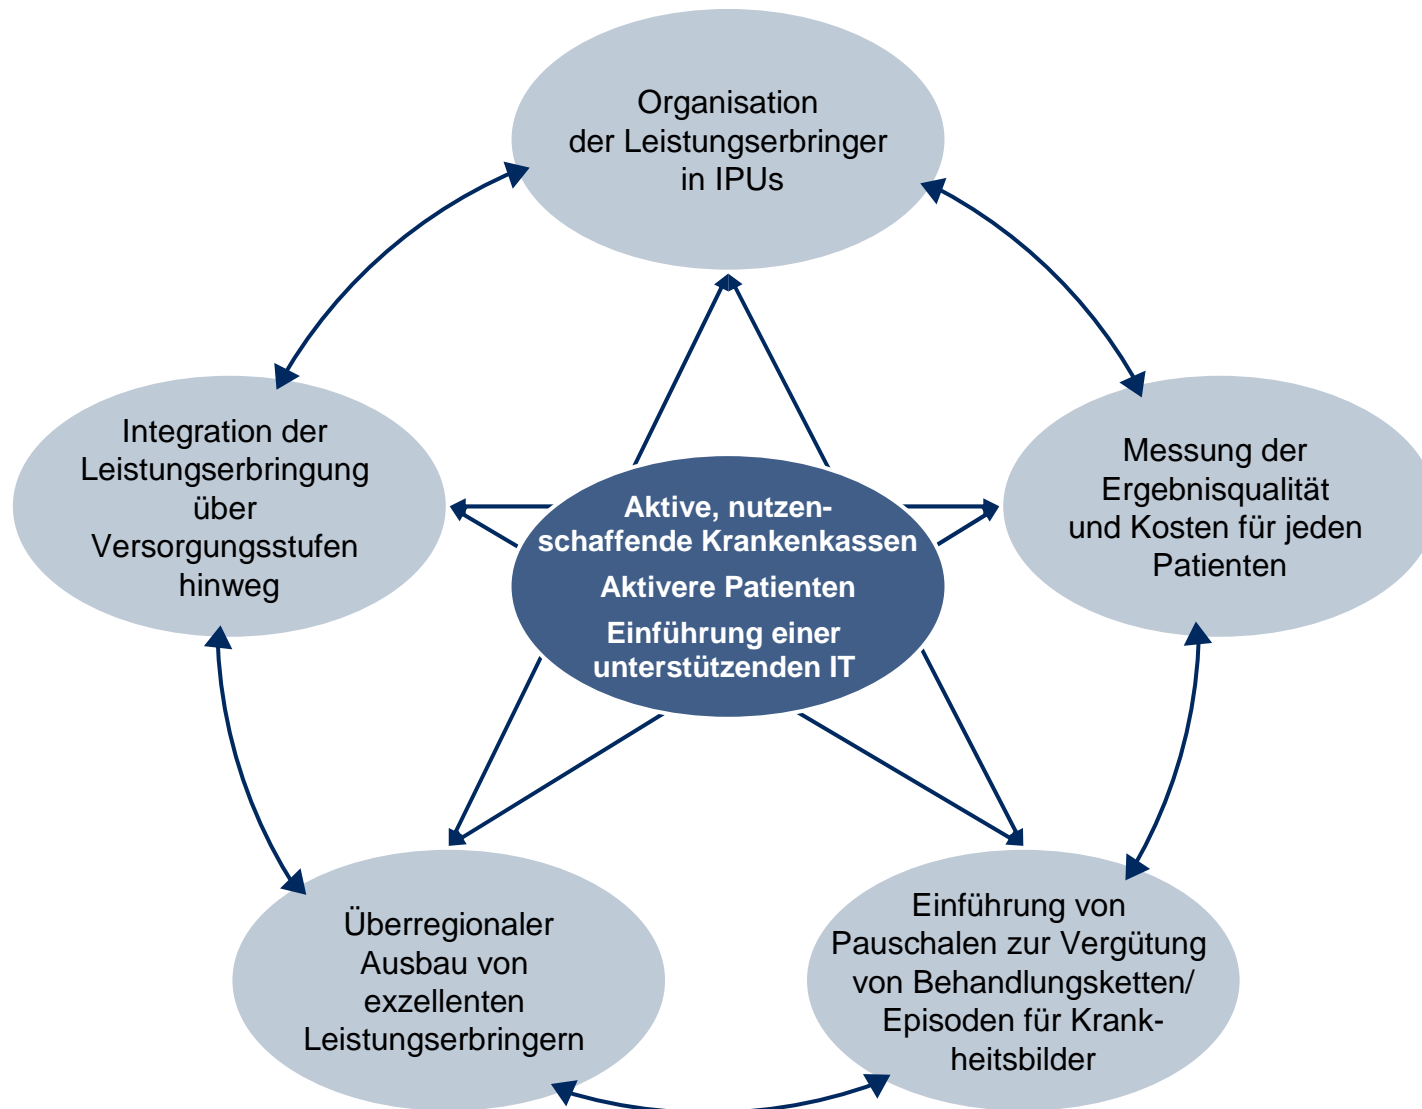 Organisation
der Leistungserbringer
in IPUs
Integration der
Leistungserbringung
über
Versorgungsstufen
hinweg
Aktive, nutzen-
schaffende Krankenkassen
Aktivere Patienten
Einführung einer
unterstützenden IT
Messung der
Ergebnisqualität
und Kosten für jeden
Patienten
Überregionaler
Ausbau von
exzellenten
Leistungserbringern
Einführung von
Pauschalen zur Vergütung
von Behandlungsketten/
Episoden für Krank-
heitsbilder